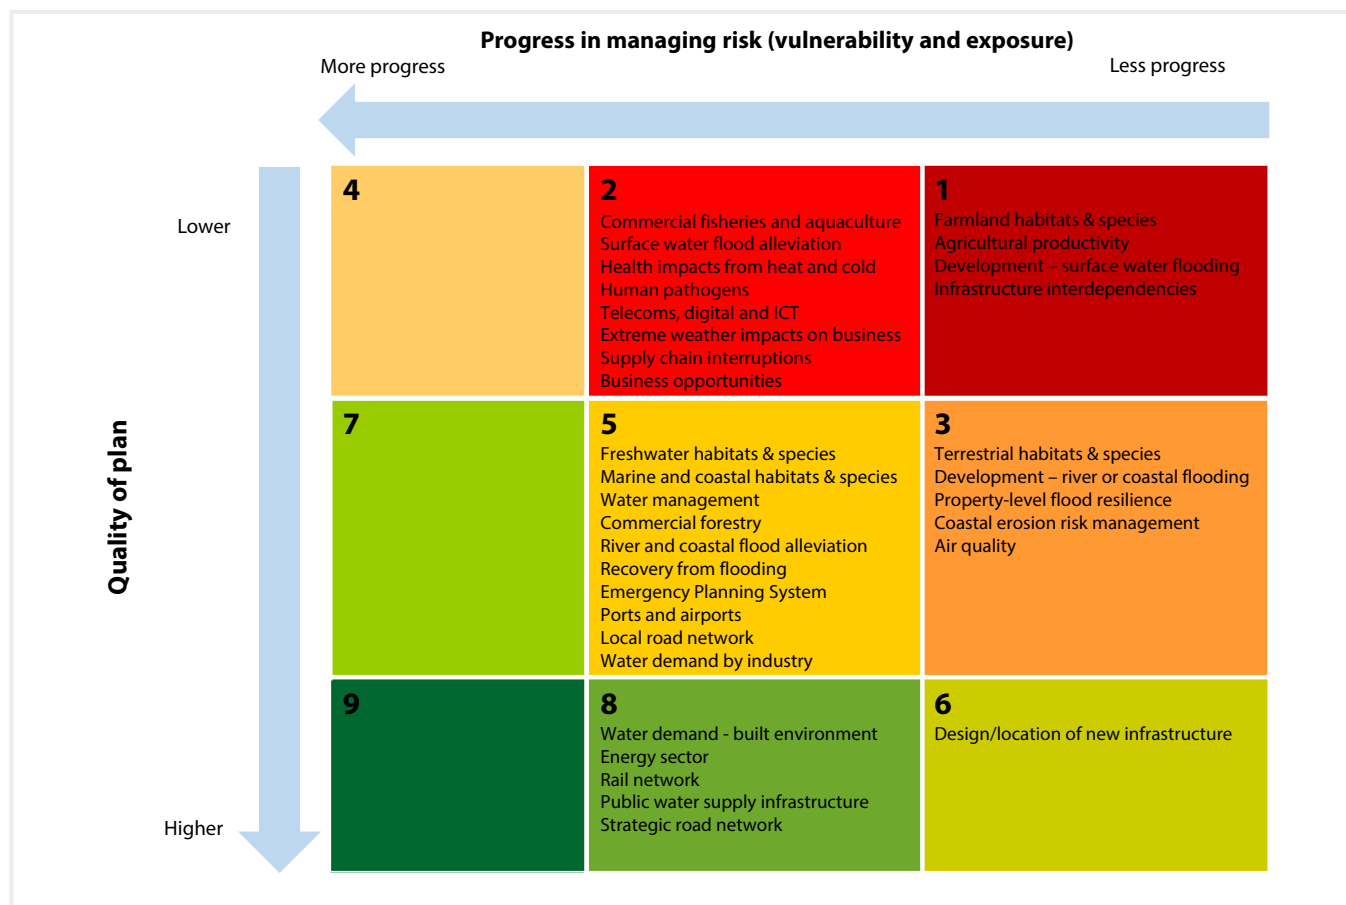 Progress in managing risk (vulnerability and exposure)
More progress
Less progress
Quality of plan
Lower
Higher
4
2
Commercial fisheries and aquaculture
Surface water flood alleviation
Health impacts from heat and cold
Human pathogens
Telecoms, digital and ICT
Extreme weather impacts on business
Supply chain interruptions
Business opportunities
1
Farmland habitats & species
Agricultural productivity
Development – surface water flooding
Infrastructure interdependencies
7
5
Freshwater habitats & species
Marine and coastal habitats & species
Water management
Commercial forestry
River and coastal flood alleviation
Recovery from flooding
Emergency Planning System
Ports and airports
Local road network
Water demand by industry
3
Terrestrial habitats & species
Development – river or coastal flooding
Property-level flood resilience
Coastal erosion risk management
Air quality
9
8
Water demand - built environment
Energy sector
Rail network
Public water supply infrastructure
Strategic road network
6
Design/location of new infrastructure